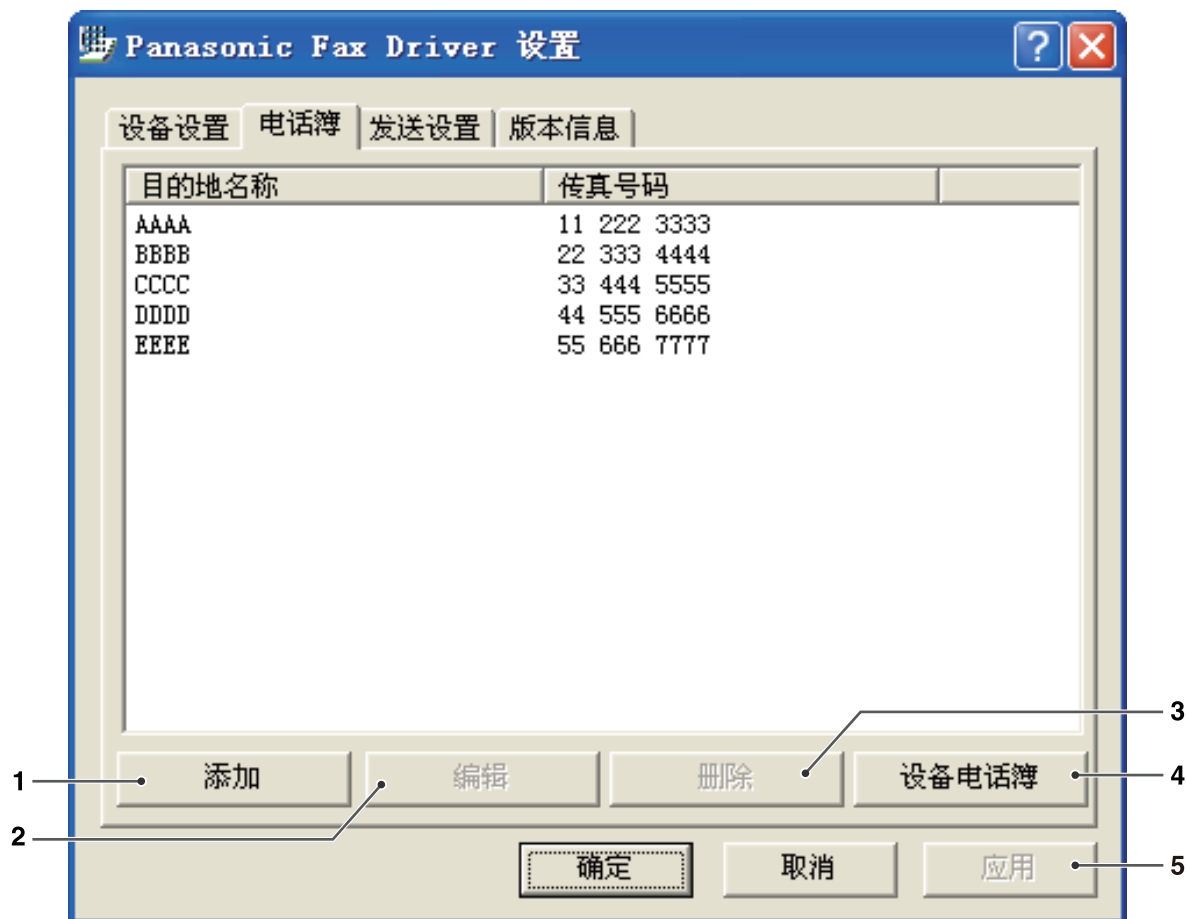 Panasonic Fax Driver 设置
设备设置 电话簿 发送设置 版本信息
目的地名称 传真号码
AAAA 11 222 3333
BBBB 22 333 4444
CCCC 33 444 5555
DDDD 44 555 6666
EEEE 55 666 7777
3
1 添加 编辑 删除 设备电话簿 4
2
确定 取消 应用 5